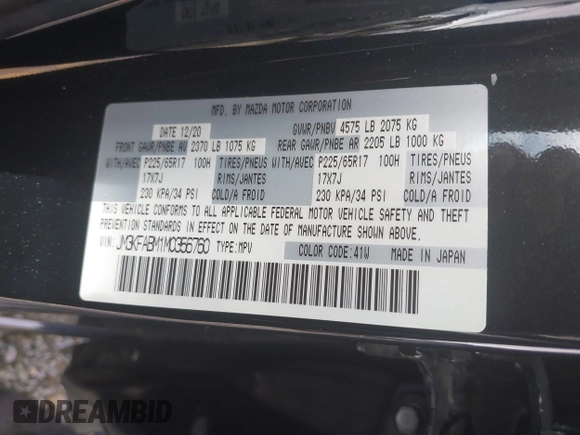 MFD. BY MAZDA MOTOR CORPORATION
DATE 12/20 GVWR/PNBV 4575 LB 2075 KG
FRONT GAWR/PNBE AV 2370 LB 1075 KG REAR GAWR/PNBE AR 2205 LB 1000 KG
WITH/AVEC P225/65R17 100H TIRES/PNEUS WITH/AVEC P225/65R17 100H TIRES/PNEUS
17X7J RIMS/JANTES 17X7J RIMS/JANTES
230 KPA/34 PSI COLD/A FROID 230 KPA/34 PSI COLD/A FROID
THIS VEHICLE CONFORMS TO ALL APPLICABLE FEDERAL MOTOR VEHICLE SAFETY AND THEFT
PREVENTION STANDARDS IN EFFECT ON THE DATE OF MANUFACTURE SHOWN ABOVE.
VIN: JM3KFABM1M0356760 TYPE:MPV COLOR CODE:41W MADE IN JAPAN
DREAMBID